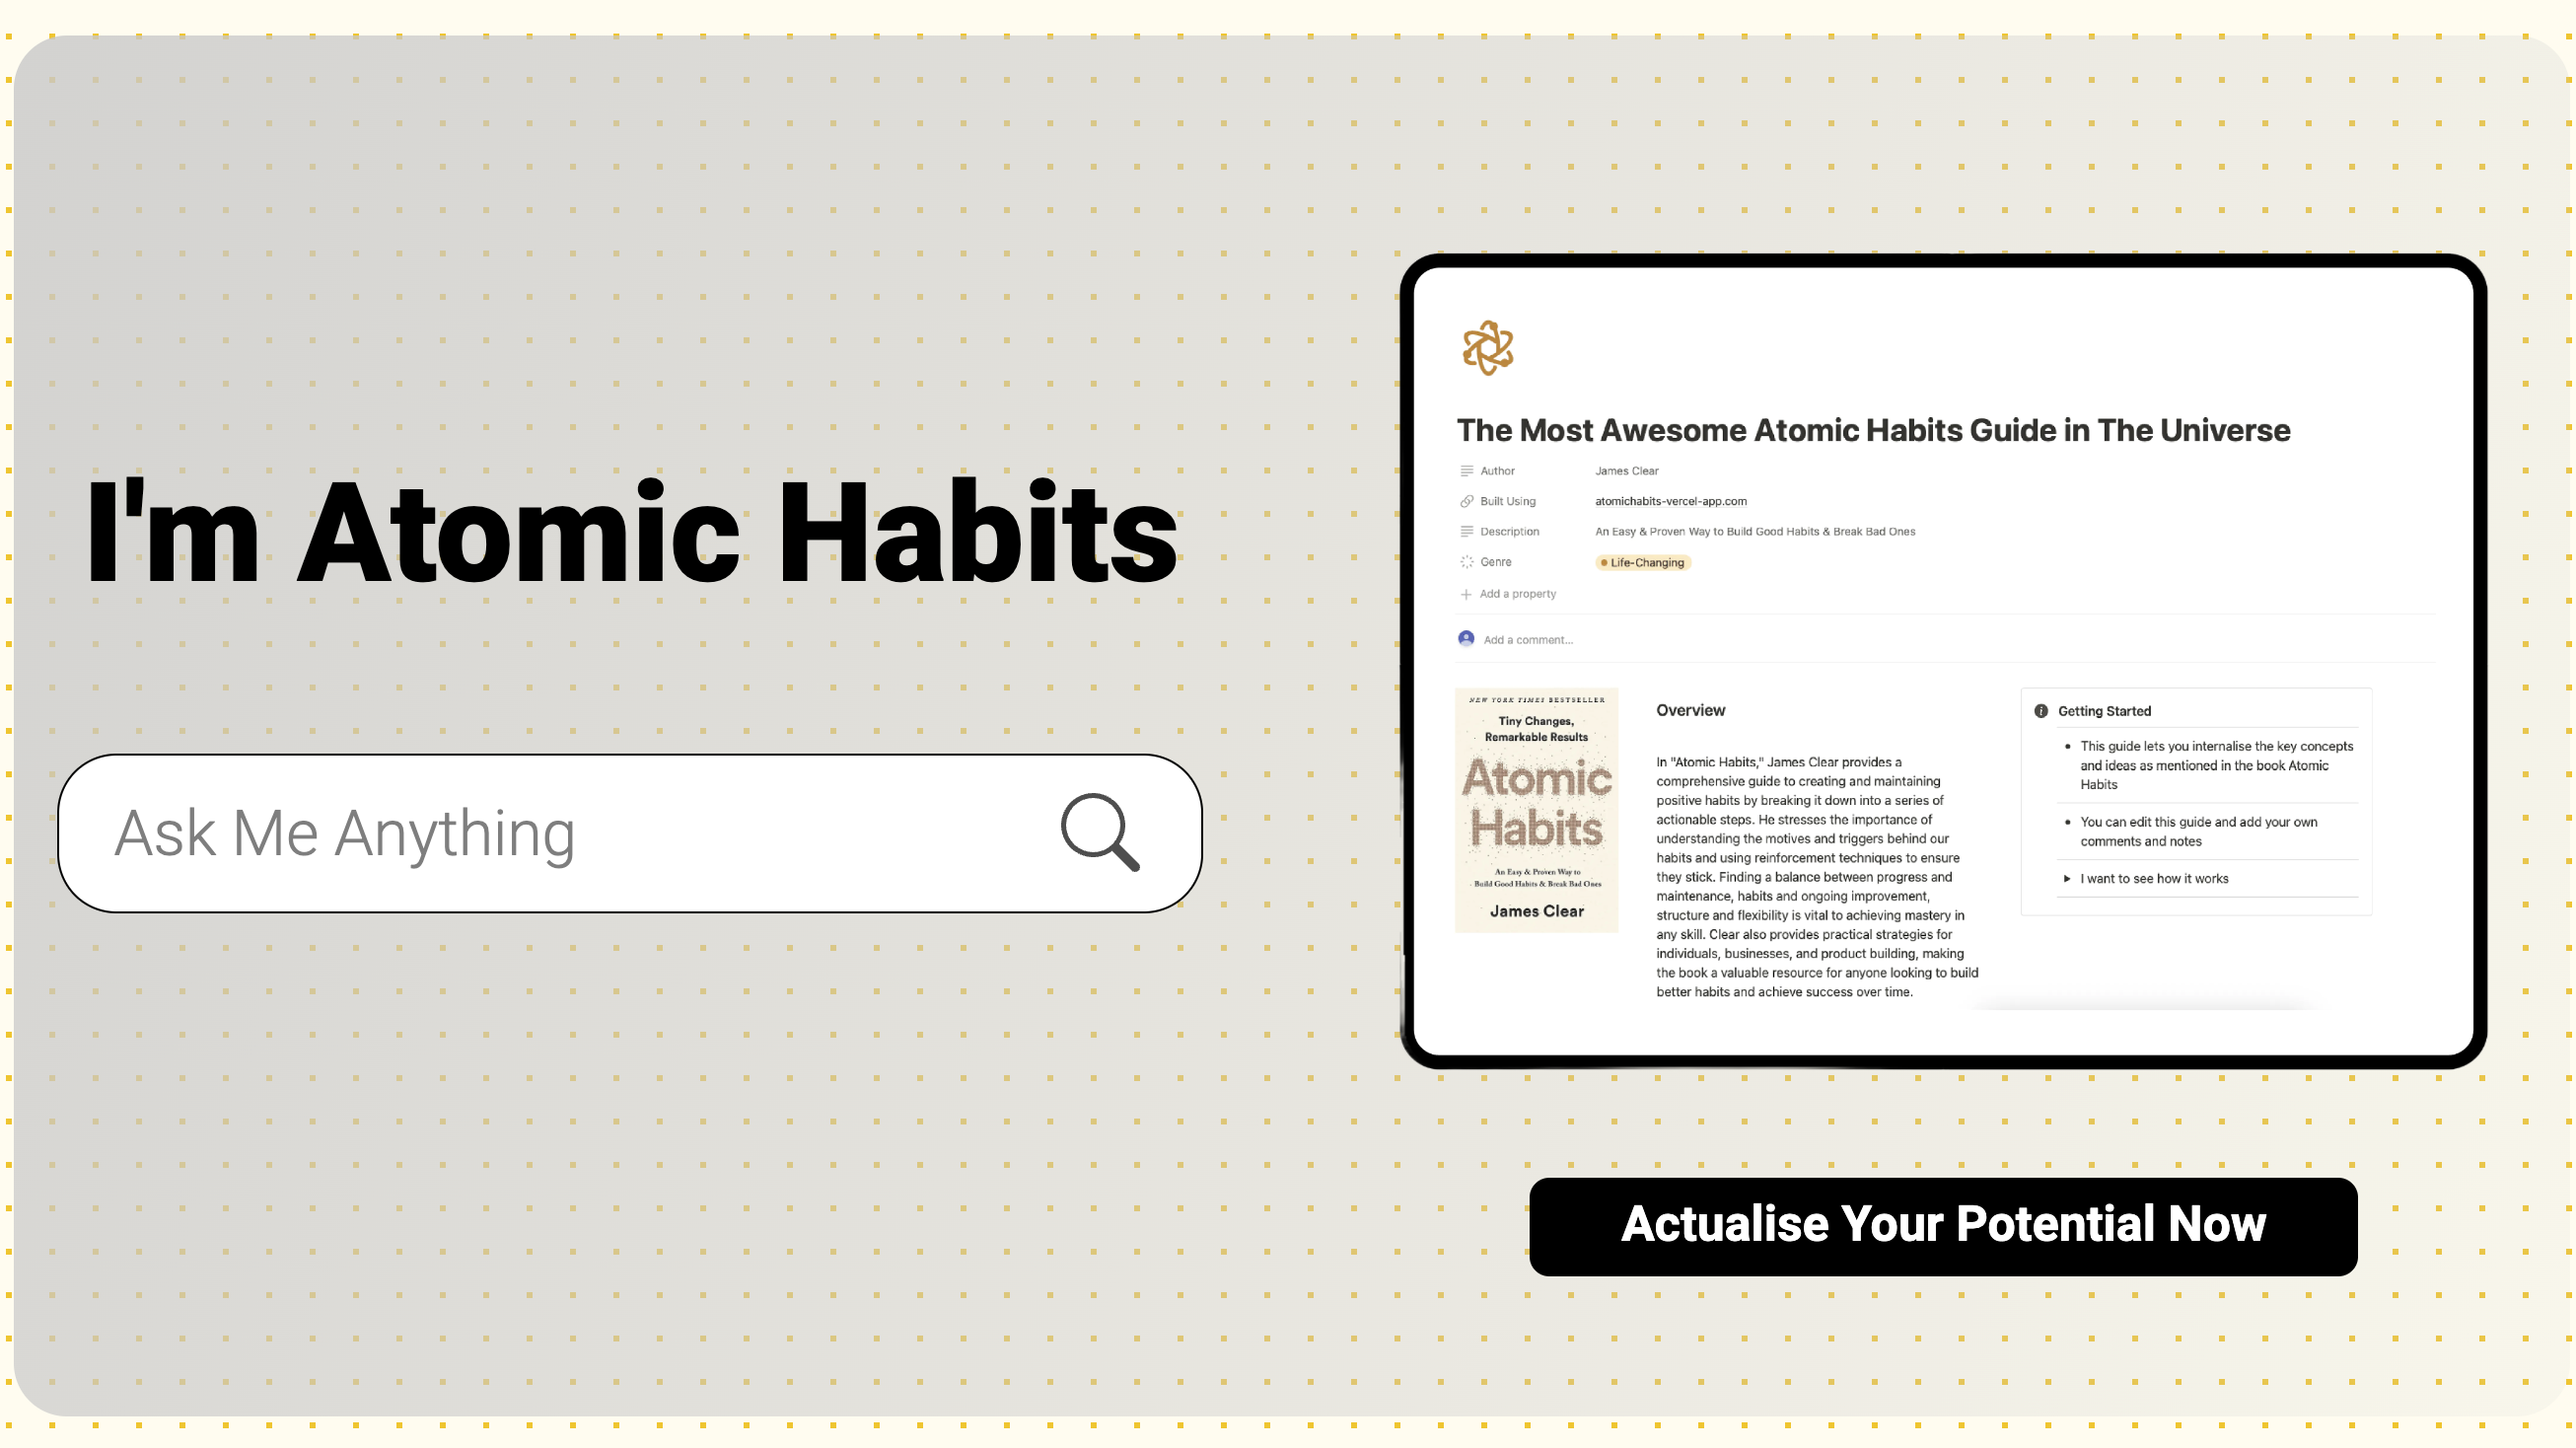 I'm Atomic Habits
Ask Me Anything
The Most Awesome Atomic Habits Guide in The Universe
Author James Clear
Built Using atomichabits-vercel-app.com
Description An Easy & Proven Way to Build Good Habits & Break Bad Ones
Genre Life-Changing
Add a property
Add a comment...
NEW YORK TIMES BESTSELLER
Tiny Changes,
Remarkable Results
Atomic
Habits
An Easy & Proven Way to
Build Good Habits & Break Bad Ones
James Clear
Overview
In "Atomic Habits," James Clear provides a
comprehensive guide to creating and maintaining
positive habits by breaking it down into a series of
actionable steps. He stresses the importance of
understanding the motives and triggers behind our
habits and using reinforcement techniques to ensure
they stick. Finding a balance between progress and
maintenance, habits and ongoing improvement,
structure and flexibility is vital to achieving mastery in
any skill. Clear also provides practical strategies for
individuals, businesses, and product building, making
the book a valuable resource for anyone looking to build
better habits and achieve success over time.
Getting Started
This guide lets you internalise the key concepts
and ideas as mentioned in the book Atomic
Habits
You can edit this guide and add your own
comments and notes
I want to see how it works
Actualise Your Potential Now